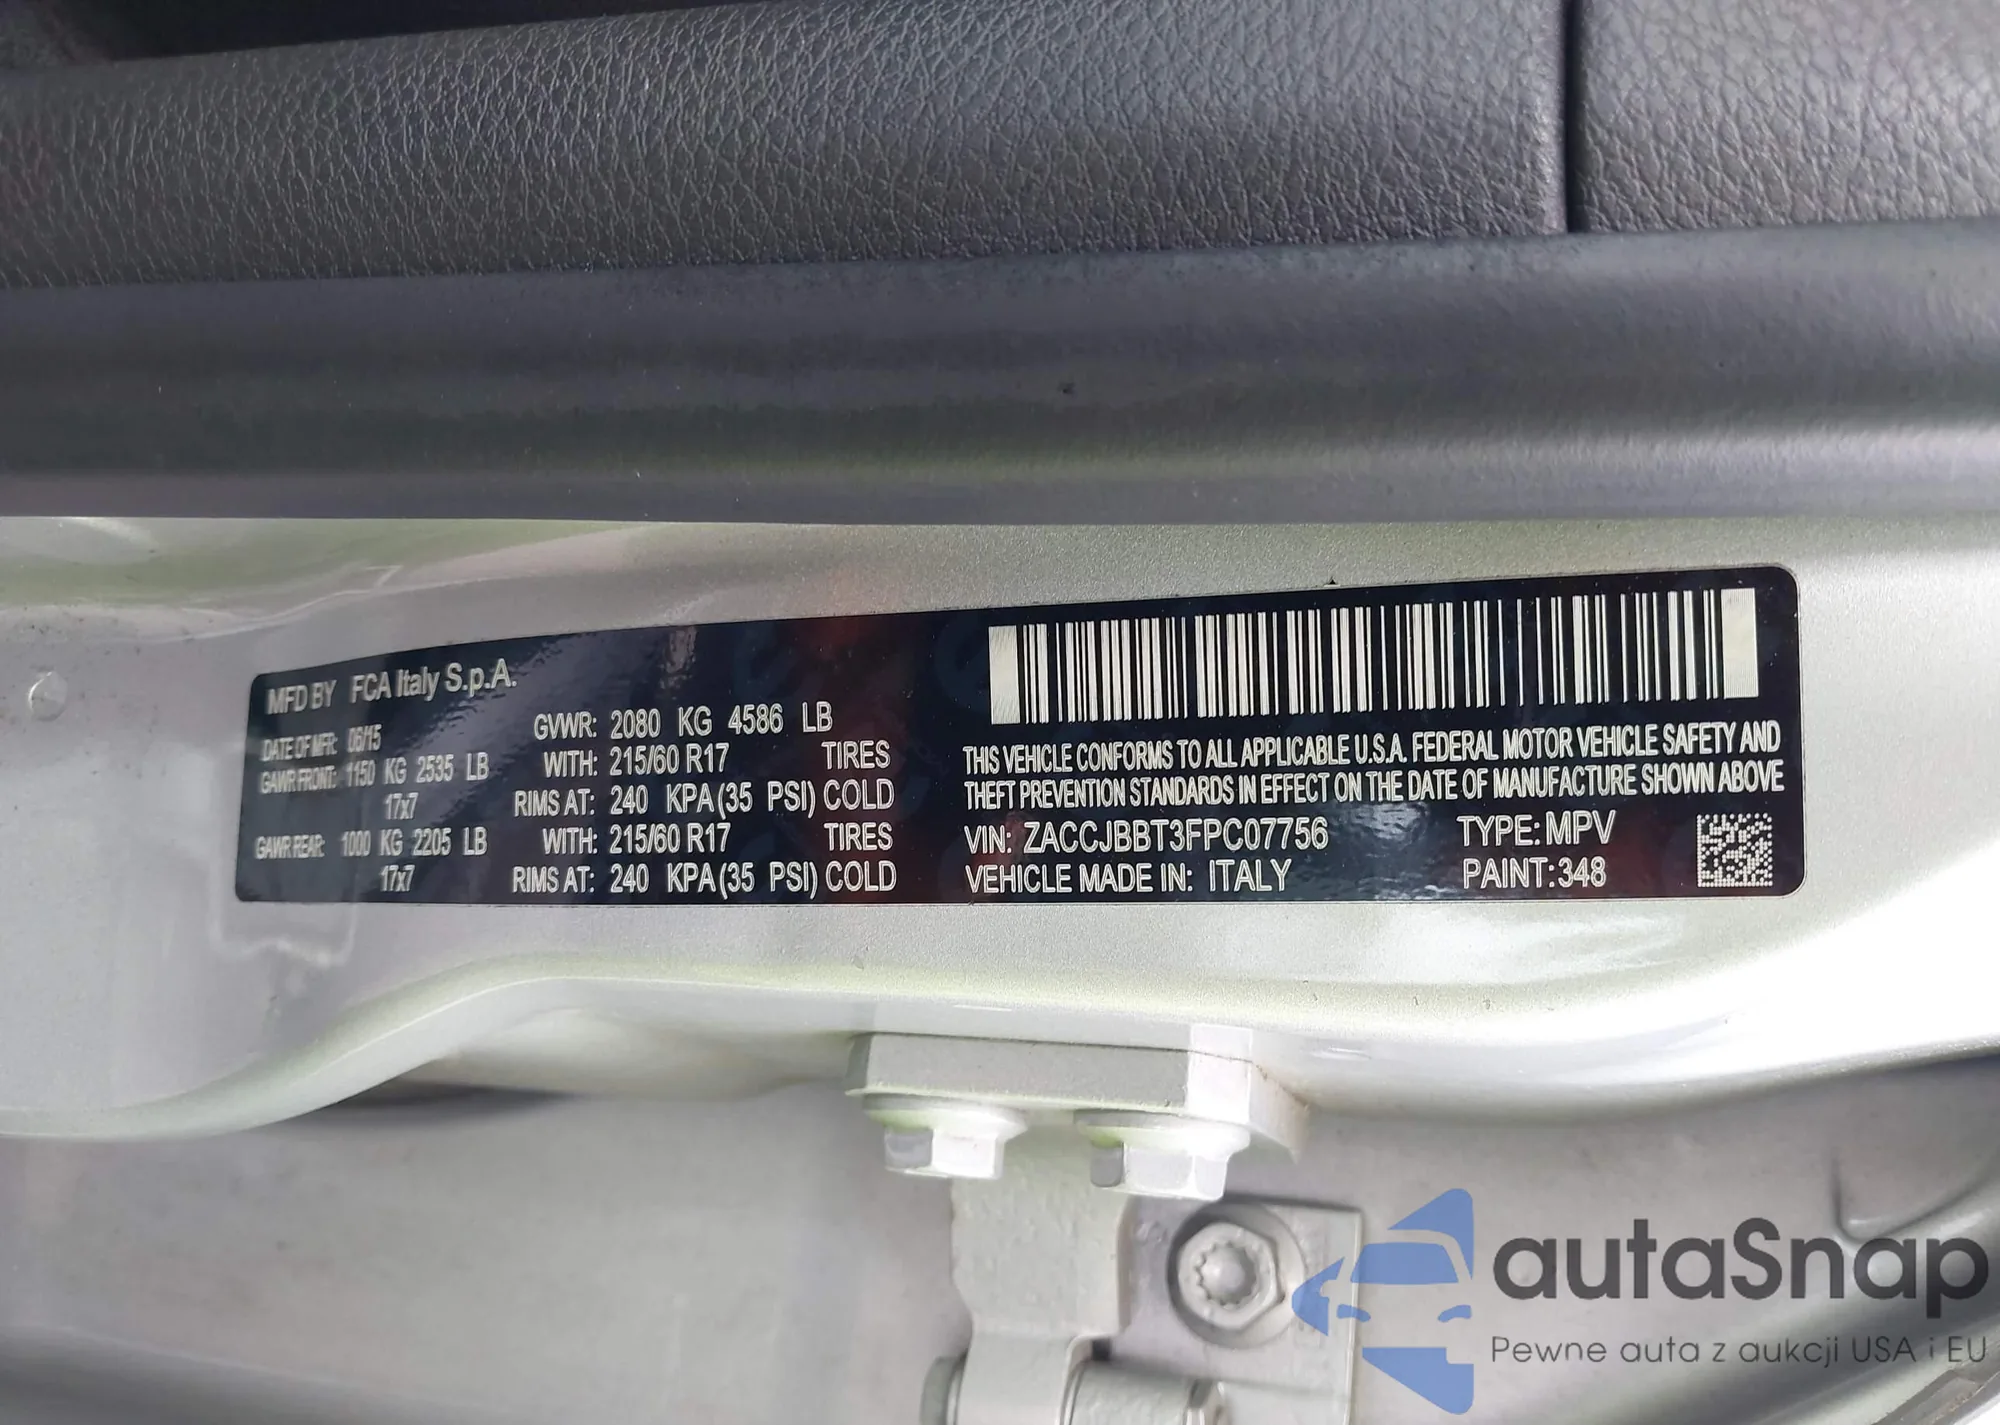 MFD BY FCA Italy S.p.A.
DATE OF MFR: 06/15 GVWR: 2080 KG 4586 LB
GAWR FRONT: 1150 KG 2535 LB WITH: 215/60 R17 TIRES
17x7 RIMS AT: 240 KPA (35 PSI) COLD
GAWR REAR: 1000 KG 2205 LB WITH: 215/60 R17 TIRES
17x7 RIMS AT: 240 KPA (35 PSI) COLD
THIS VEHICLE CONFORMS TO ALL APPLICABLE U.S.A. FEDERAL MOTOR VEHICLE SAFETY AND
THEFT PREVENTION STANDARDS IN EFFECT ON THE DATE OF MANUFACTURE SHOWN ABOVE
VIN: ZACCJBBT3FPC07756 TYPE: MPV
VEHICLE MADE IN: ITALY PAINT: 348
autaSnap
Pewne auta z aukcji USA i EU